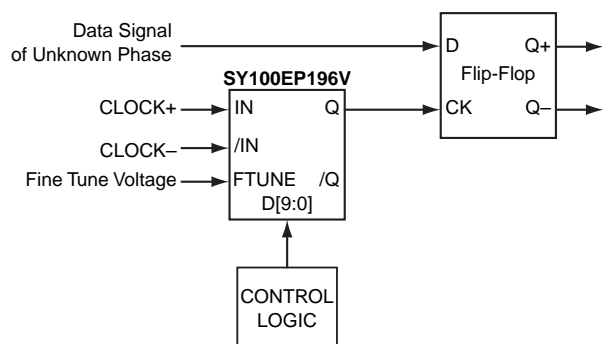 Data Signal
of Unknown Phase
D
Q+
Flip-Flop
CK
Q–
SY100EP196V
CLOCK+
IN
Q
CLOCK–
/IN
Fine Tune Voltage
FTUNE
/Q
D[9:0]
CONTROL
LOGIC